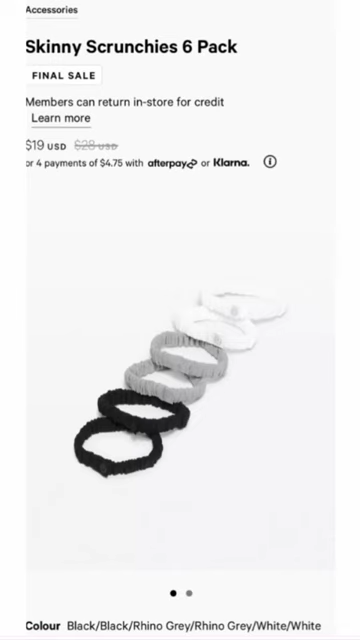 Accessories
Skinny Scrunchies 6 Pack
FINAL SALE
Members can return in-store for credit
Learn more
$19 USD $28 USD
or 4 payments of $4.75 with afterpay or Klarna.
Colour Black/Black/Rhino Grey/Rhino Grey/White/White